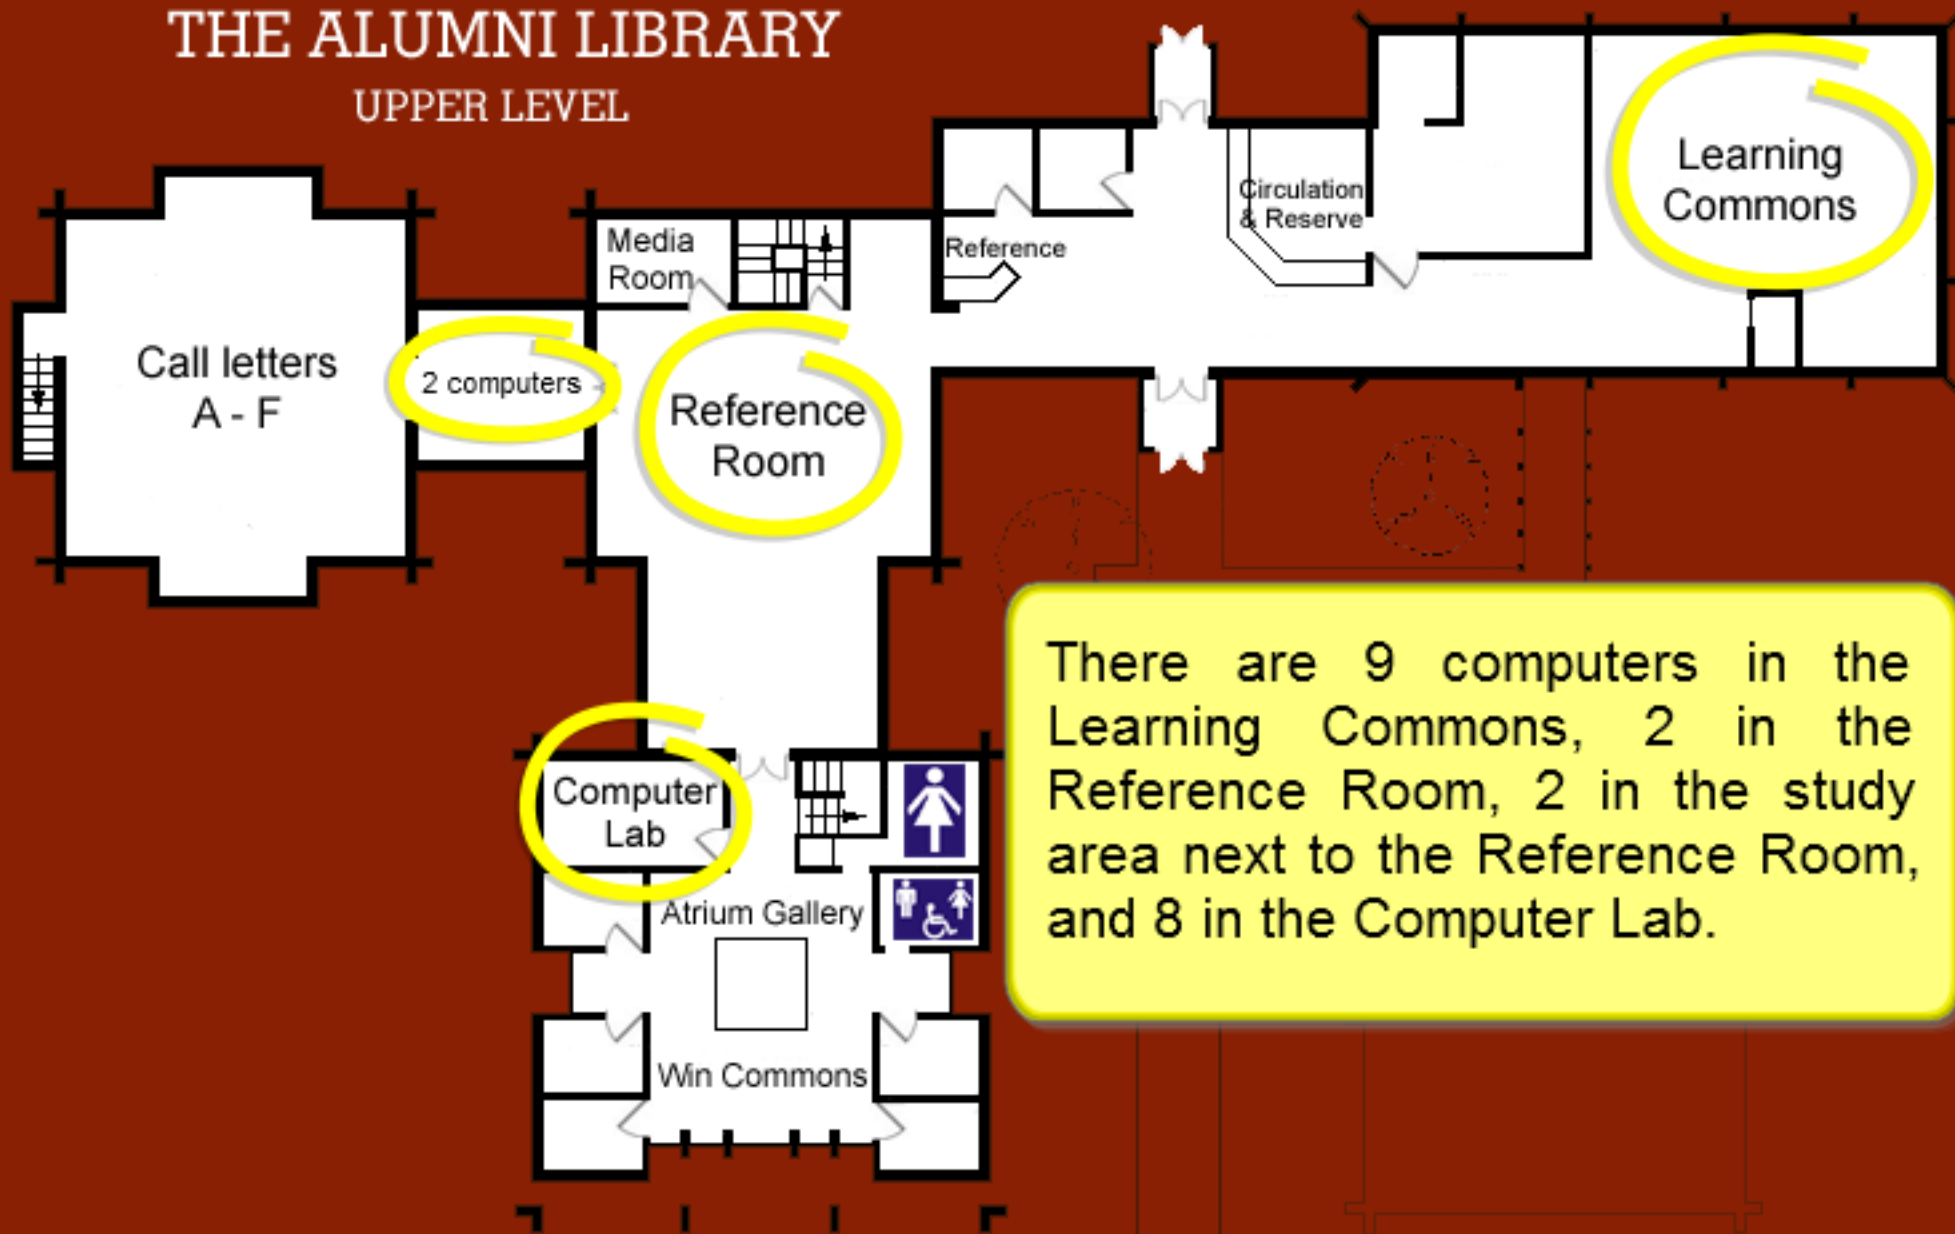 THE ALUMNI LIBRARY
UPPER LEVEL
Learning
Commons
Circulation
& Reserve
Media
Room
Reference
Call letters
A - F
2 computers
Reference
Room
Computer
Lab
Atrium Gallery
Win Commons
There are 9 computers in the
Learning Commons, 2 in the
Reference Room, 2 in the study
area next to the Reference Room,
and 8 in the Computer Lab.